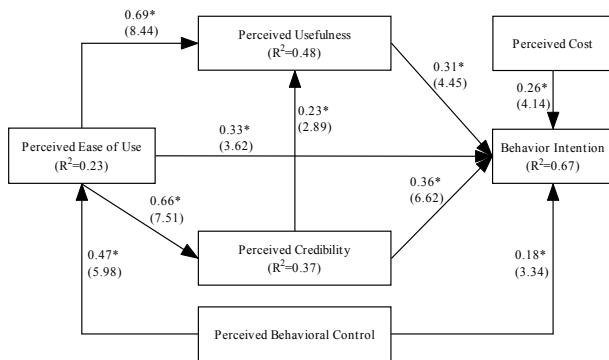 0.69*
(8.44)
Perceived Usefulness
(R²=0.48)
Perceived Cost
0.31*
(4.45)
0.26*
(4.14)
0.23*
(2.89)
Perceived Ease of Use
(R²=0.23)
0.33*
(3.62)
Behavior Intention
(R²=0.67)
0.66*
(7.51)
0.36*
(6.62)
Perceived Credibility
(R²=0.37)
0.47*
(5.98)
0.18*
(3.34)
Perceived Behavioral Control